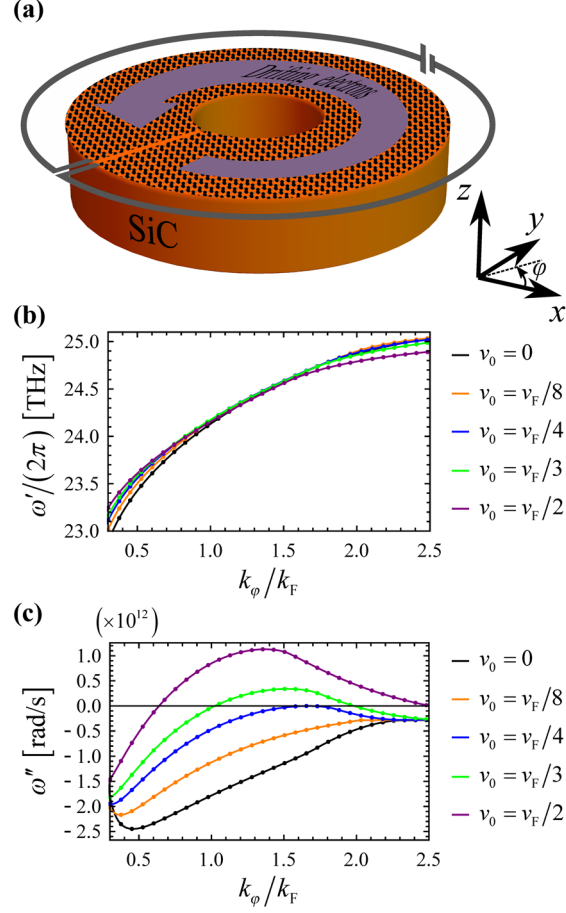 (a)
Drifting electrons
SiC
z
y
φ
x
(b)
ω′/(2π) [THz]
25.0
24.5
24.0
23.5
23.0
0.5 1.0 1.5 2.0 2.5
kφ/kF
v0 = 0
v0 = vF/8
v0 = vF/4
v0 = vF/3
v0 = vF/2
(c)
(×10¹²)
ω″ [rad/s]
1.0
0.5
0.0
-0.5
-1.0
-1.5
-2.0
-2.5
0.5 1.0 1.5 2.0 2.5
kφ/kF
v0 = 0
v0 = vF/8
v0 = vF/4
v0 = vF/3
v0 = vF/2